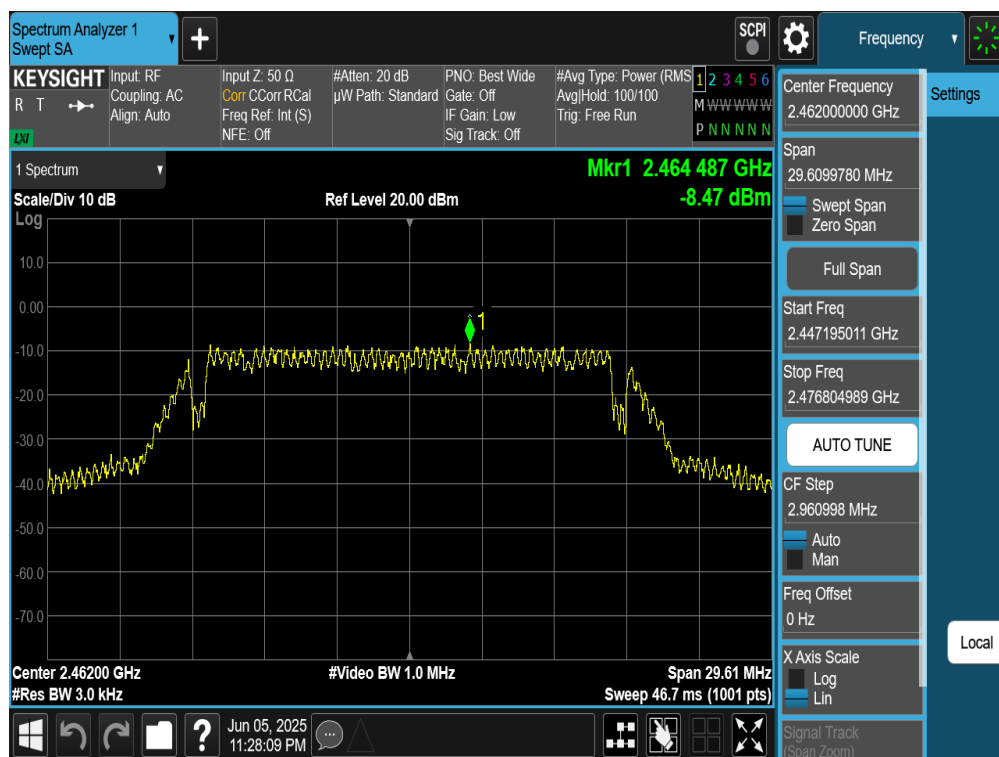 Spectrum Analyzer 1
Swept SA
+
SCPI
Frequency
KEYSIGHT
R T
LXI
Input: RF
Coupling: AC
Align: Auto
Input Z: 50 Ω
Corr CCorr RCal
Freq Ref: Int (S)
NFE: Off
#Atten: 20 dB
µW Path: Standard
PNO: Best Wide
Gate: Off
IF Gain: Low
Sig Track: Off
#Avg Type: Power (RMS
Avg|Hold: 100/100
Trig: Free Run
1 2 3 4 5 6
M W W W W W
P N N N N N
1 Spectrum
Mkr1 2.464 487 GHz
-8.47 dBm
Scale/Div 10 dB
Ref Level 20.00 dBm
Log
10.0
0.00
-10.0
-20.0
-30.0
-40.0
-50.0
-60.0
-70.0
1
Center 2.46200 GHz
#Video BW 1.0 MHz
Span 29.61 MHz
#Res BW 3.0 kHz
Sweep 46.7 ms (1001 pts)
?
Jun 05, 2025
11:28:09 PM
Center Frequency
2.462000000 GHz
Span
29.6099780 MHz
Swept Span
Zero Span
Full Span
Start Freq
2.447195011 GHz
Stop Freq
2.476804989 GHz
AUTO TUNE
CF Step
2.960998 MHz
Auto
Man
Freq Offset
0 Hz
X Axis Scale
Log
Lin
Signal Track
(Span Zoom)
Settings
Local